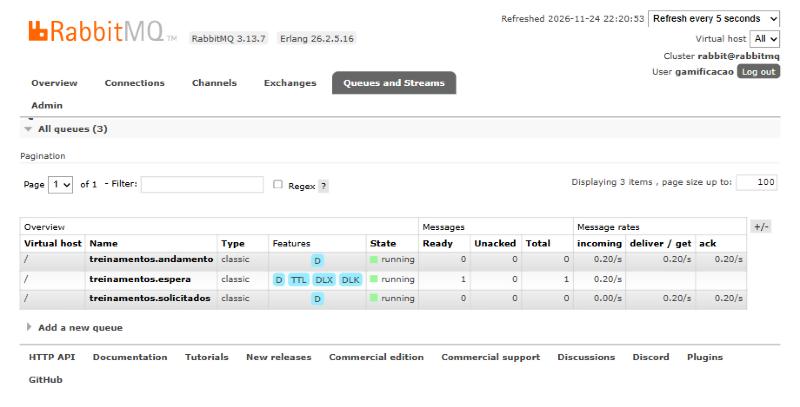 Refreshed 2026-11-24 22:20:53 Refresh every 5 seconds
RabbitMQ TM RabbitMQ 3.13.7 Erlang 26.2.5.16
Virtual host All
Cluster rabbit@rabbitmq
User gamificacao Log out
Overview Connections Channels Exchanges Queues and Streams
Admin
All queues (3)
Pagination
Page 1 of 1 - Filter: Regex ? Displaying 3 items , page size up to: 100
Overview Messages Message rates +/-
Virtual host Name Type Features State Ready Unacked Total incoming deliver / get ack
/ treinamentos.andamento classic D running 0 0 0 0.20/s 0.20/s 0.20/s
/ treinamentos.espera classic D TTL DLX DLK running 1 0 1 0.20/s
/ treinamentos.solicitados classic D running 0 0 0 0.00/s 0.20/s 0.20/s
Add a new queue
HTTP API Documentation Tutorials New releases Commercial edition Commercial support Discussions Discord Plugins
GitHub